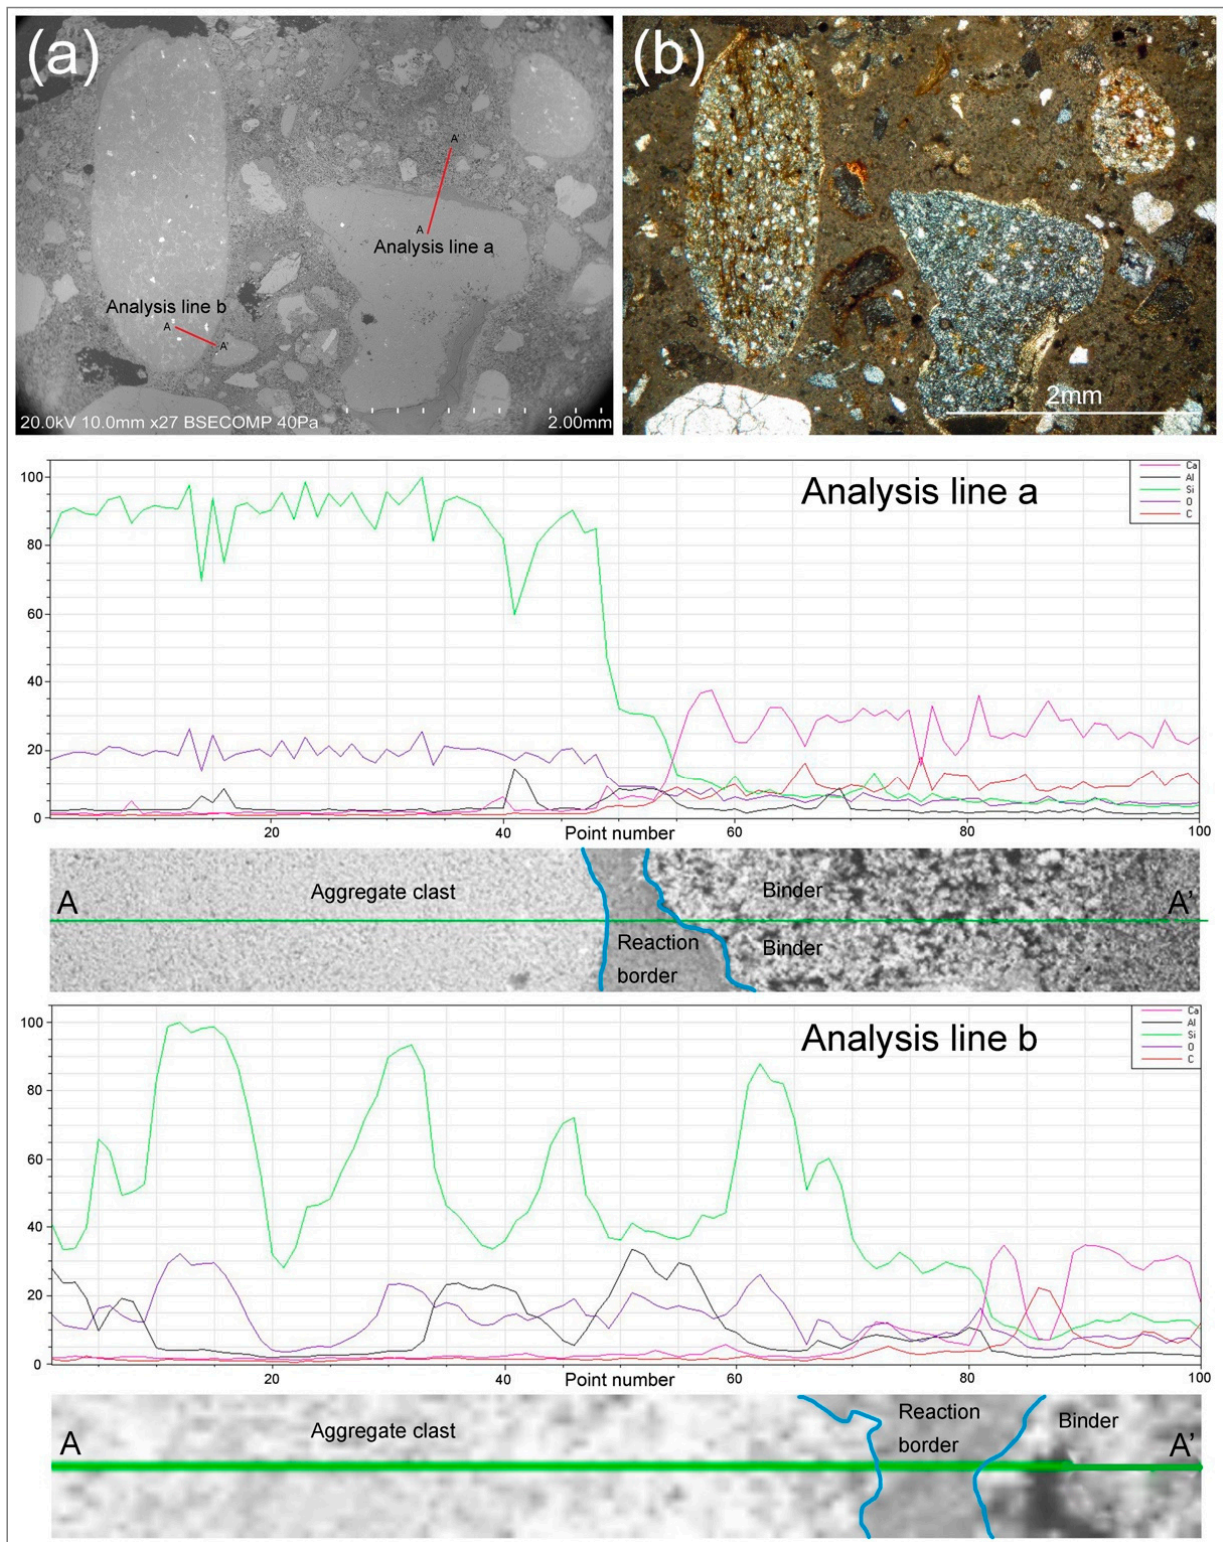 (a)
A'
A
Analysis line a
Analysis line b
A
A'
20.0kV 10.0mm x27 BSECOMP 40Pa
2.00mm
(b)
2mm
Analysis line a
Ca
Al
Si
O
C
100
80
60
40
20
0
20
40
Point number
60
80
100
A
Aggregate clast
Binder
A'
Reaction
border
Binder
Analysis line b
Ca
Al
Si
O
C
100
80
60
40
20
0
20
40
Point number
60
80
100
A
Aggregate clast
Reaction
border
Binder
A'